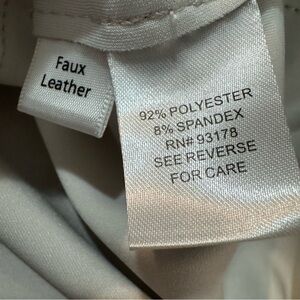 Faux
Leather
92% POLYESTER
8% SPANDEX
RN# 93178
SEE REVERSE
FOR CARE